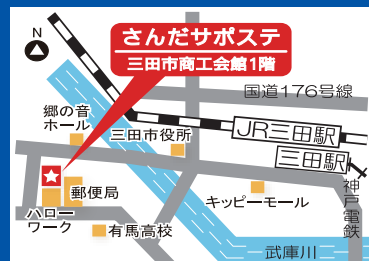 N
さんだサポステ
三田市商工会館1階
国道176号線
郷の音
ホール
三田市役所
JR三田駅
三田駅
神戸電鉄
郵便局
ハロー
ワーク
キッピーモール
有馬高校
武庫川